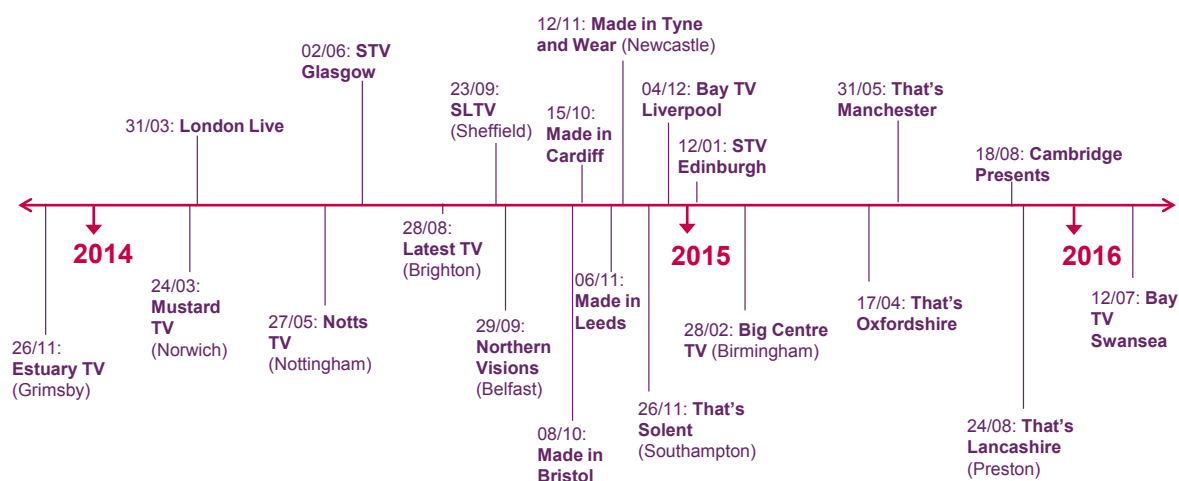 12/11: Made in Tyne
and Wear (Newcastle)
02/06: STV
Glasgow
23/09:
SLTV
(Sheffield)
04/12: Bay TV
Liverpool
31/05: That's
Manchester
15/10:
Made in
Cardiff
31/03: London Live
12/01: STV
Edinburgh
18/08: Cambridge
Presents
2014
2015
2016
28/08:
Latest TV
(Brighton)
24/03:
Mustard
TV
(Norwich)
06/11:
Made in
Leeds
17/04: That's
Oxfordshire
12/07: Bay
TV
Swansea
27/05: Notts
TV
(Nottingham)
29/09:
Northern
Visions
(Belfast)
28/02: Big Centre
TV (Birmingham)
26/11:
Estuary TV
(Grimsby)
26/11: That's
Solent
(Southampton)
24/08: That's
Lancashire
(Preston)
08/10:
Made in
Bristol